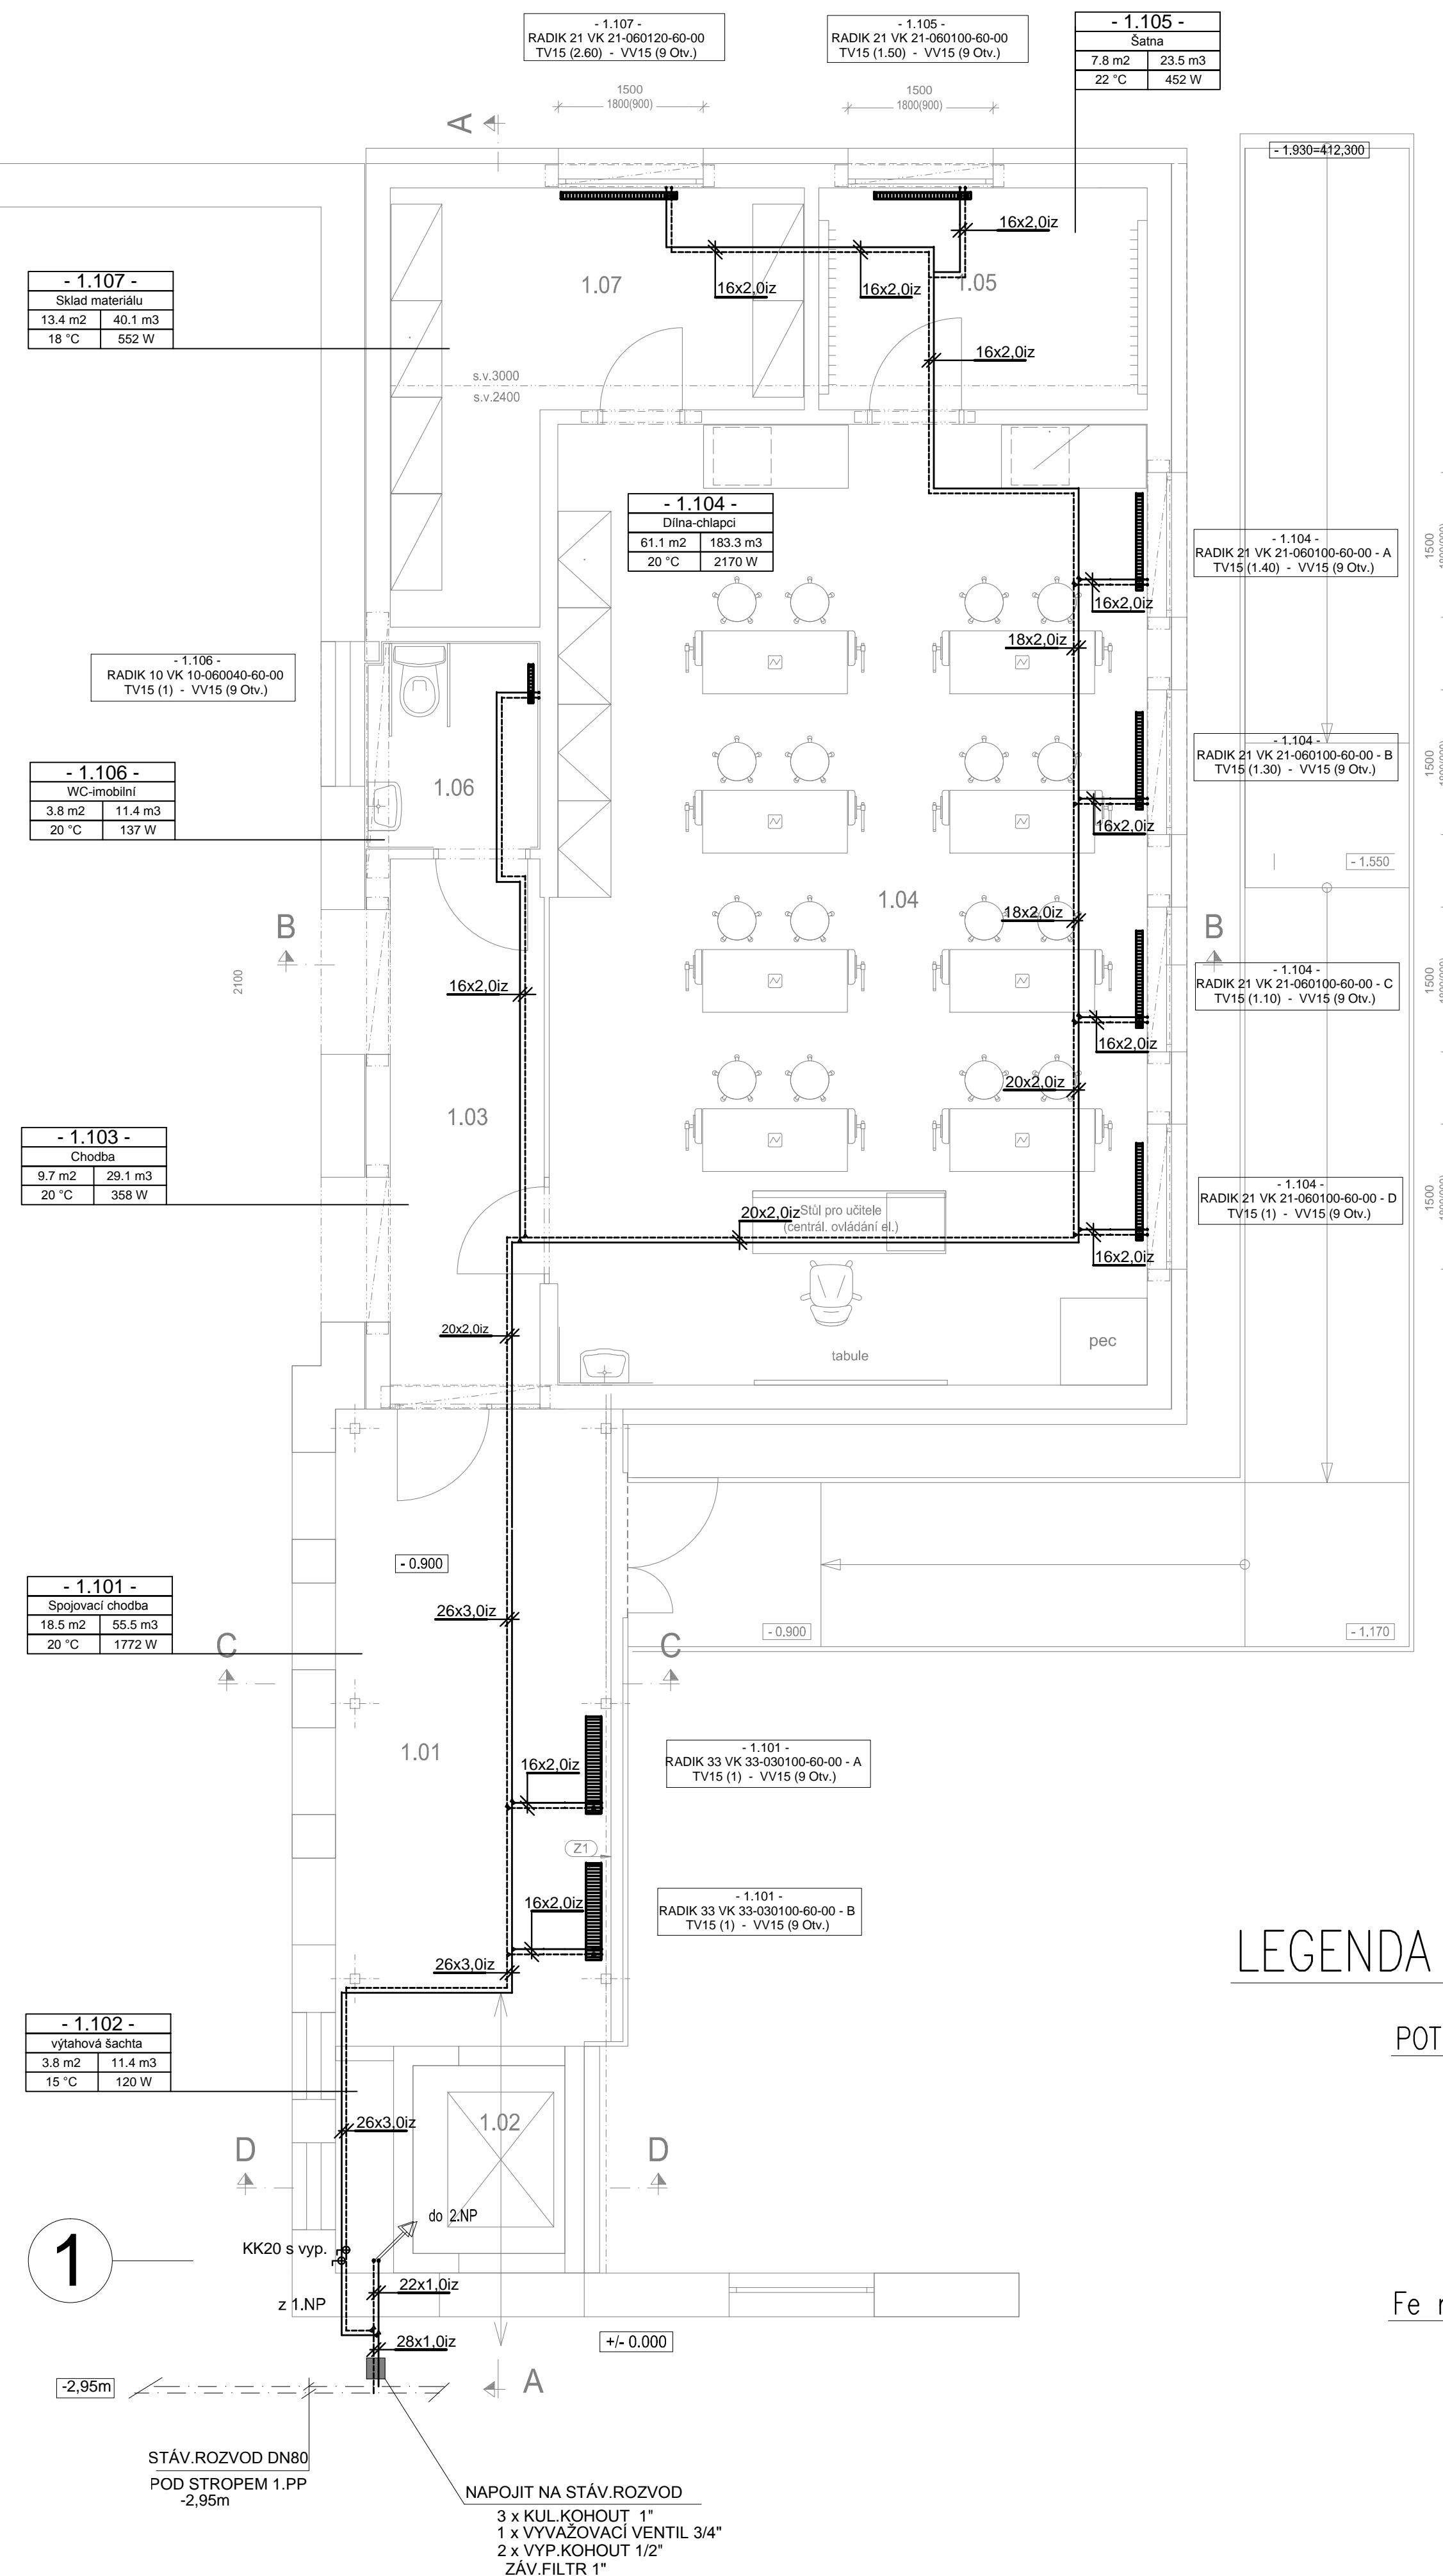 - 1.107 -
RADIK 21 VK 21-060120-60-00
TV15 (2.60)  -  VV15 (9 Otv.)
- 1.105 -
RADIK 21 VK 21-060100-60-00
TV15 (1.50)  -  VV15 (9 Otv.)
- 1.105 -
Šatna
7.8 m2 23.5 m3
22 °C 452 W
1500
1800(900)
1500
1800(900)
A
- 1.930=412,300
16x2,0iz
1.07
16x2,0iz
16x2,0iz
1.05
- 1.107 -
Sklad materiálu
13.4 m2 40.1 m3
18 °C 552 W
16x2,0iz
s.v.3000
s.v.2400
- 1.104 -
Dílna-chlapci
61.1 m2 183.3 m3
20 °C 2170 W
- 1.104 -
RADIK 21 VK 21-060100-60-00 - A
TV15 (1.40)  -  VV15 (9 Otv.)
1500
16x2,0iz
18x2,0iz
- 1.106 -
RADIK 10 VK 10-060040-60-00
TV15 (1)  -  VV15 (9 Otv.)
- 1.104 -
RADIK 21 VK 21-060100-60-00 - B
TV15 (1.30)  -  VV15 (9 Otv.)
1500
- 1.106 -
WC-imobilní
3.8 m2 11.4 m3
20 °C 137 W
1.06
16x2,0iz
- 1.550
1.04
18x2,0iz
B
B
2100
16x2,0iz
- 1.104 -
RADIK 21 VK 21-060100-60-00 - C
TV15 (1.10)  -  VV15 (9 Otv.)
1500
16x2,0iz
20x2,0iz
1.03
- 1.103 -
Chodba
9.7 m2 29.1 m3
20 °C 358 W
- 1.104 -
RADIK 21 VK 21-060100-60-00 - D
TV15 (1)  -  VV15 (9 Otv.)
1500
20x2,0iz
Stůl pro učitele
(centrál. ovládání el.)
16x2,0iz
20x2,0iz
pec
tabule
- 0.900
- 1.101 -
Spojovací chodba
18.5 m2 55.5 m3
20 °C 1772 W
26x3,0iz
- 0,900
- 1,170
C
C
1.01
16x2,0iz
- 1.101 -
RADIK 33 VK 33-030100-60-00 - A
TV15 (1)  -  VV15 (9 Otv.)
Z1
16x2,0iz
- 1.101 -
RADIK 33 VK 33-030100-60-00 - B
TV15 (1)  -  VV15 (9 Otv.)
26x3,0iz
LEGENDA
POT
- 1.102 -
výtahová šachta
3.8 m2 11.4 m3
15 °C 120 W
26x3,0iz
1.02
D
D
do 2.NP
1
KK20 s vyp.
22x1,0iz
z 1.NP
Fe
28x1,0iz
+/- 0.000
-2,95m
A
STÁV.ROZVOD DN80
POD STROPEM 1.PP
-2,95m
NAPOJIT NA STÁV.ROZVOD
3 x KUL.KOHOUT  1"
1 x VYVAŽOVACÍ VENTIL 3/4"
2 x VYP.KOHOUT 1/2"
ZÁV.FILTR 1"